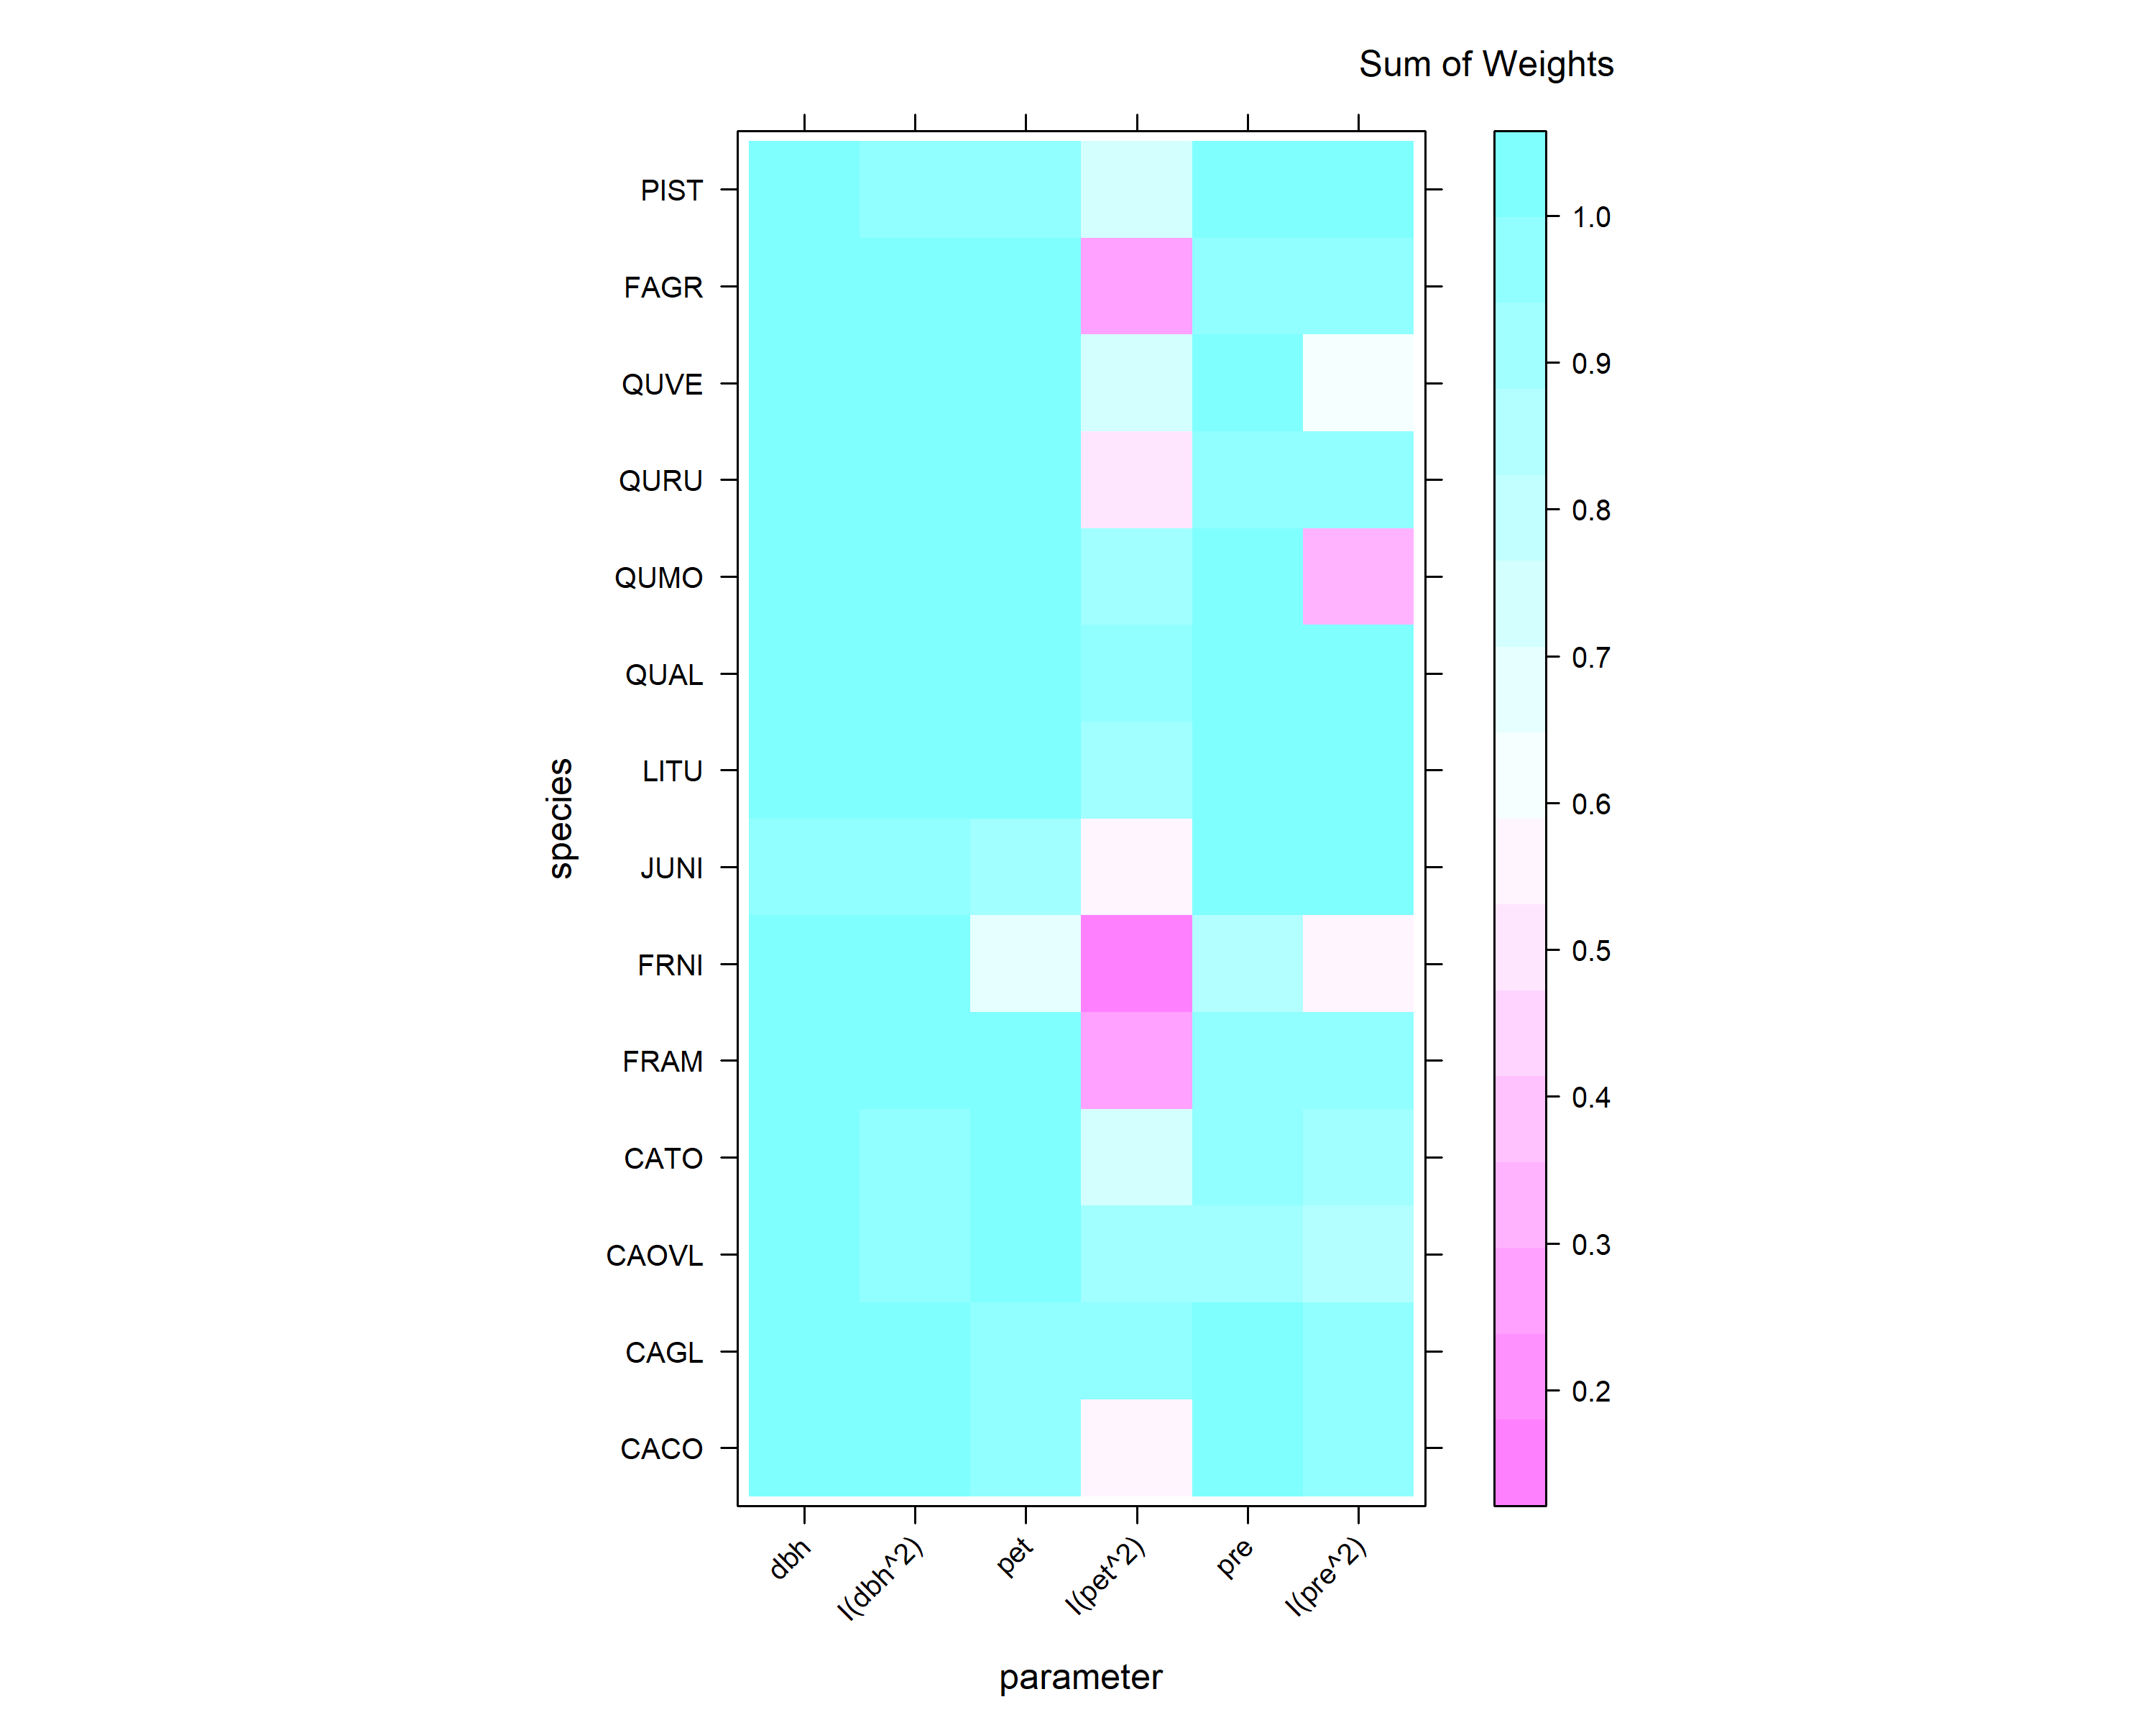 Sum of Weights
PIST
FAGR
QUVE
QURU
QUMO
QUAL
LITU
JUNI
FRNI
FRAM
CATO
CAOVL
CAGL
CACO
species
1.0
0.9
0.8
0.7
0.6
0.5
0.4
0.3
0.2
dbh
I(dbh^2)
pet
I(pet^2)
pre
I(pre^2)
parameter